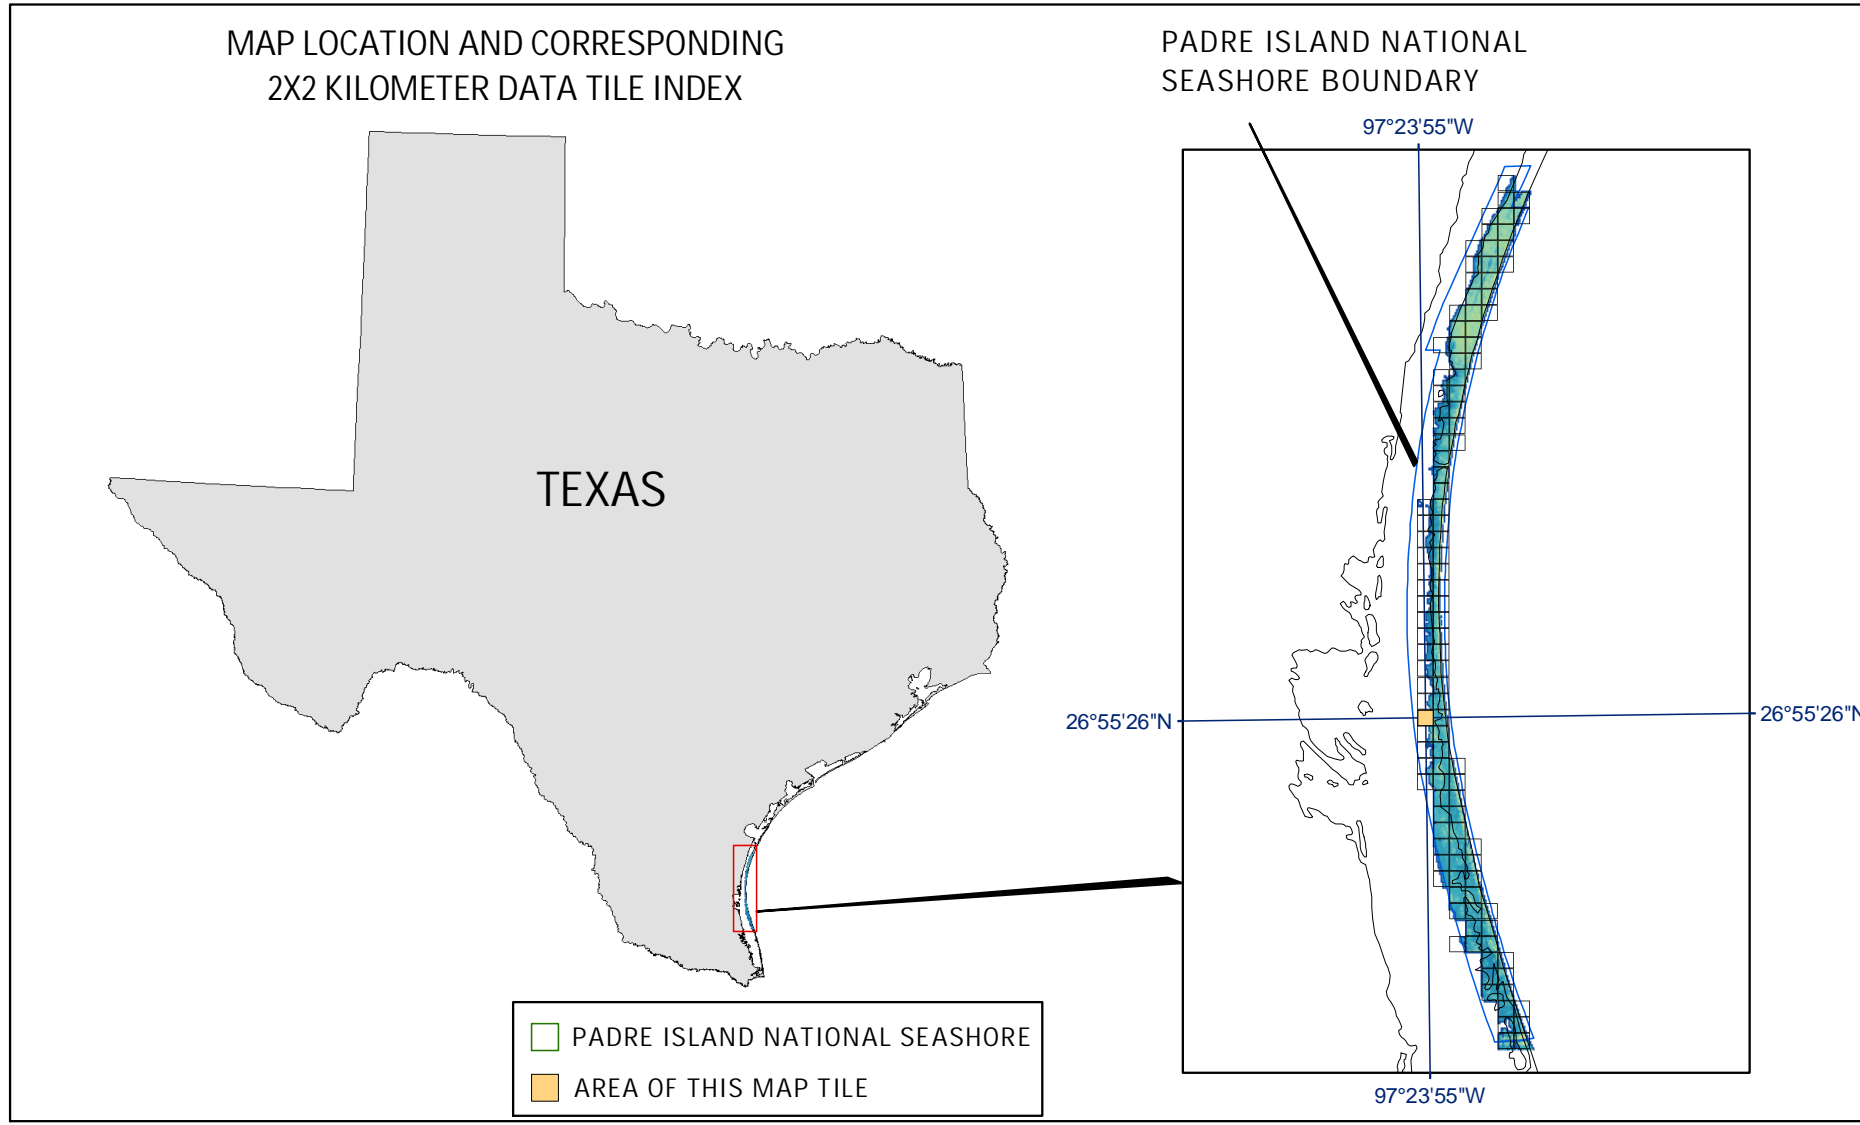 MAP LOCATION AND CORRESPONDING
2X2 KILOMETER DATA TILE INDEX
PADRE ISLAND NATIONAL
SEASHORE BOUNDARY
97°23'55"W
TEXAS
26°55'26"N
26°55'26"N
PADRE ISLAND NATIONAL SEASHORE
AREA OF THIS MAP TILE
97°23'55"W